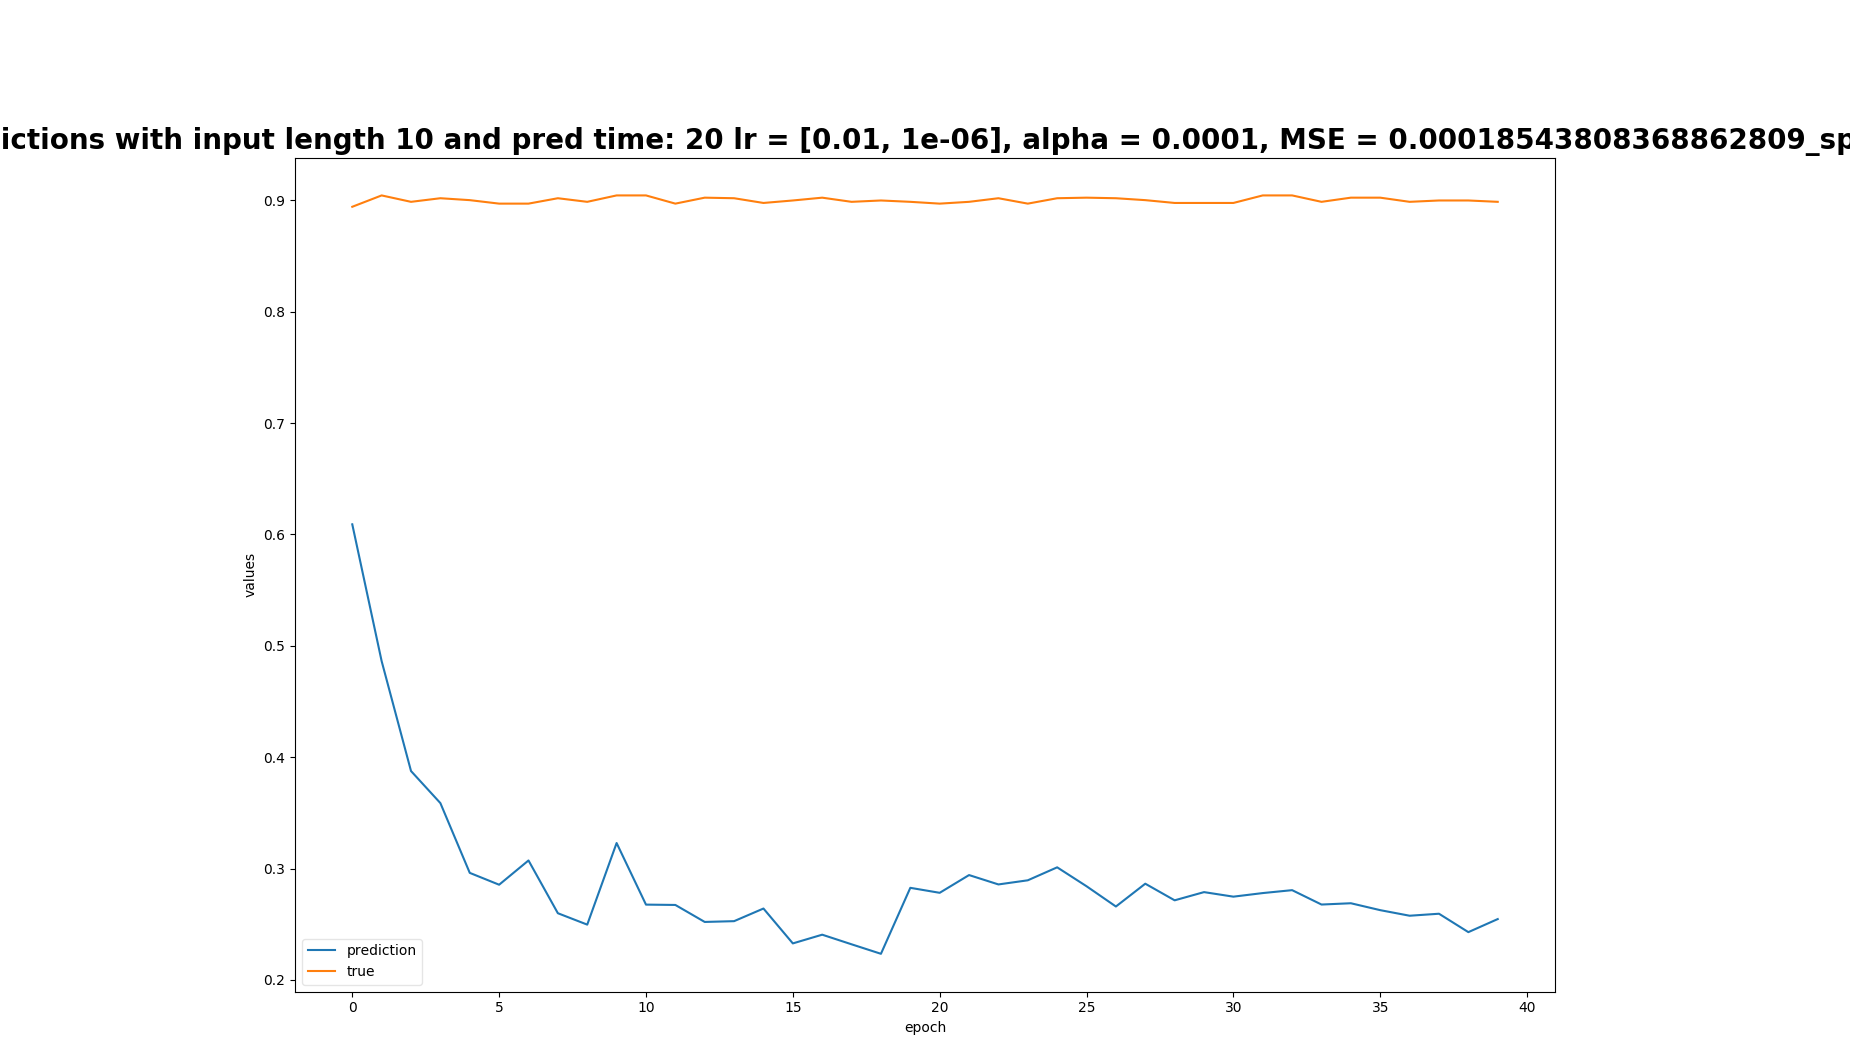 ictions with input length 10 and pred time: 20 lr = [0.01, 1e-06], alpha = 0.0001, MSE = 0.00018543808368862809_sp
0.9
0.8
0.7
0.6
0.5
0.4
0.3
0.2
values
prediction
true
0 5 10 15 20 25 30 35 40
epoch